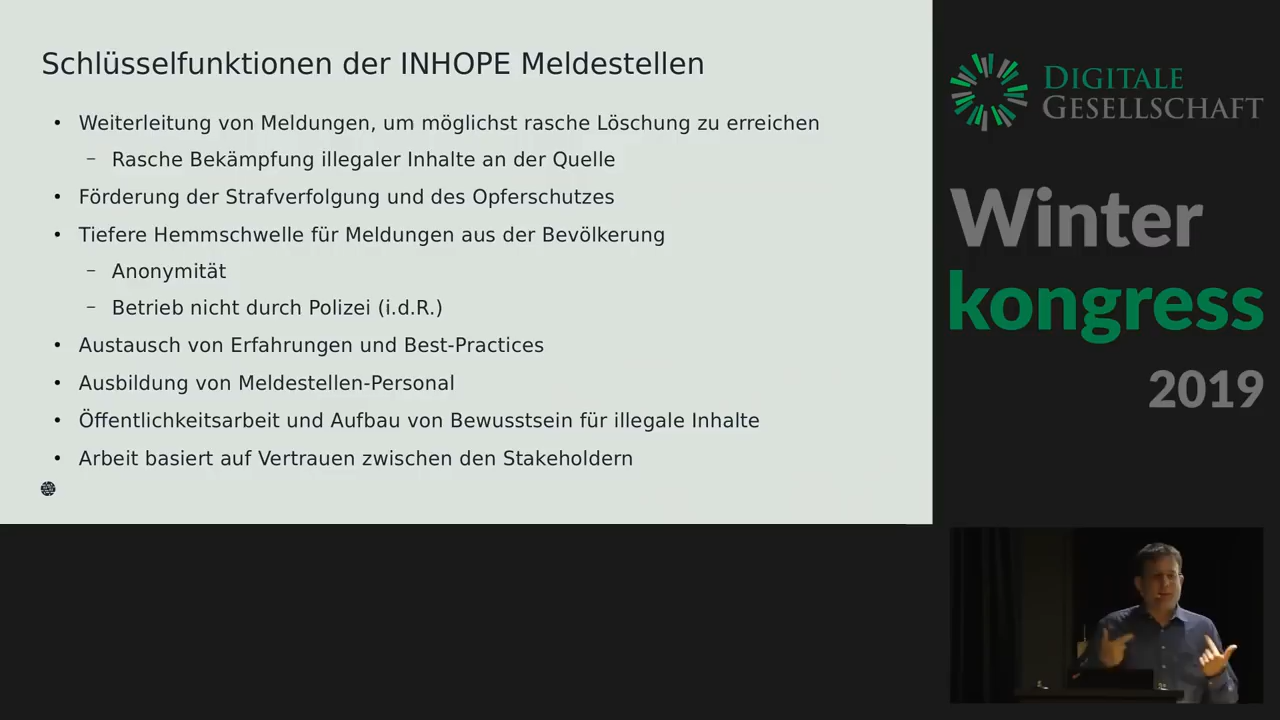 Schlüsselfunktionen der INHOPE Meldestellen
• Weiterleitung von Meldungen, um möglichst rasche Löschung zu erreichen
– Rasche Bekämpfung illegaler Inhalte an der Quelle
• Förderung der Strafverfolgung und des Opferschutzes
• Tiefere Hemmschwelle für Meldungen aus der Bevölkerung
– Anonymität
– Betrieb nicht durch Polizei (i.d.R.)
• Austausch von Erfahrungen und Best-Practices
• Ausbildung von Meldestellen-Personal
• Öffentlichkeitsarbeit und Aufbau von Bewusstsein für illegale Inhalte
• Arbeit basiert auf Vertrauen zwischen den Stakeholdern
DIGITALE
GESELLSCHAFT
Winter
kongress
2019